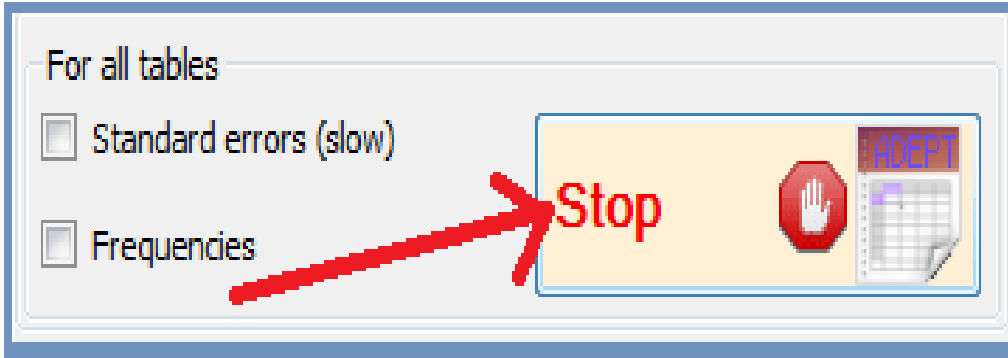 For all tables
Standard errors (slow)
ADEPT
Stop
Frequencies